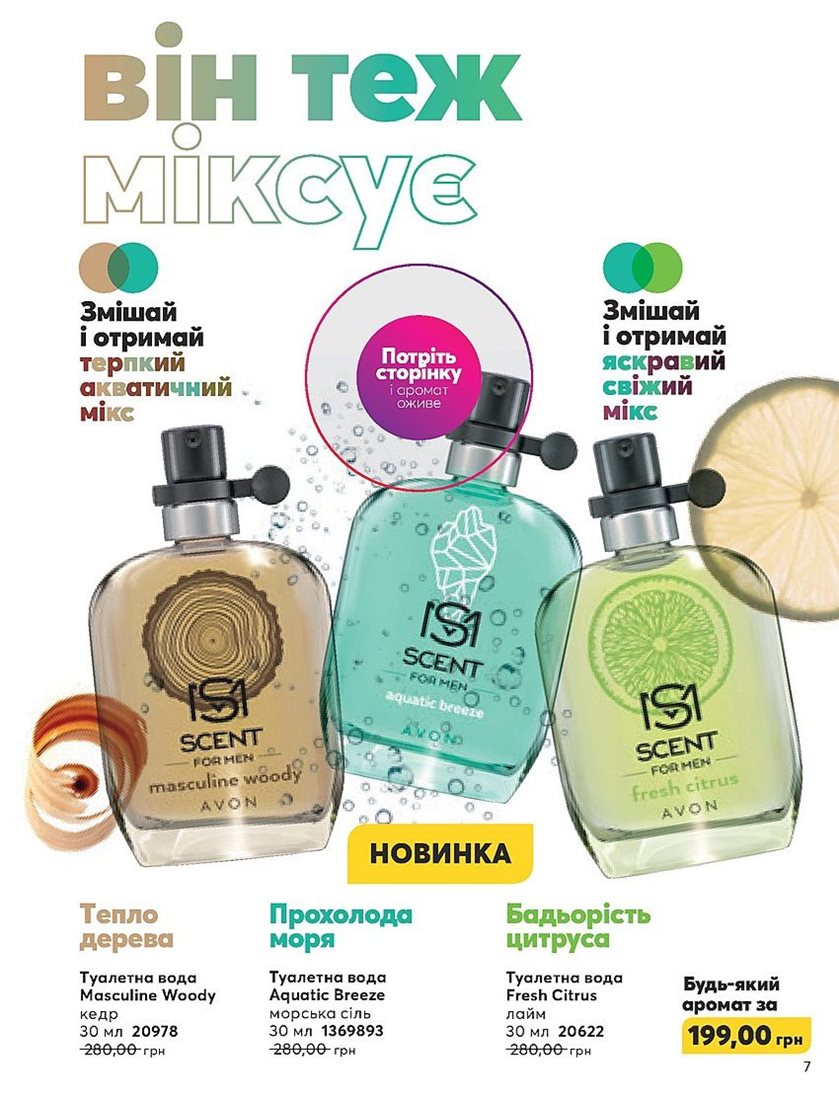 він теж
міксує
Змішай
і отримай
терпкий
акватичний
мікс
Потріть
сторінку
і аромат
оживе
Змішай
і отримай
яскравий
свіжий
мікс
SCENT
FOR MEN
masculine woody
AVON
SCENT
FOR MEN
aquatic breeze
AVON
SCENT
FOR MEN
fresh citrus
AVON
НОВИНКА
Тепло
дерева
Туалетна вода
Masculine Woody
кедр
30 мл 20978
280,00 грн
Прохолода
моря
Туалетна вода
Aquatic Breeze
морська сіль
30 мл 1369893
280,00 грн
Бадьорість
цитруса
Туалетна вода
Fresh Citrus
лайм
30 мл 20622
280,00 грн
Будь-який
аромат за
199,00 грн
7